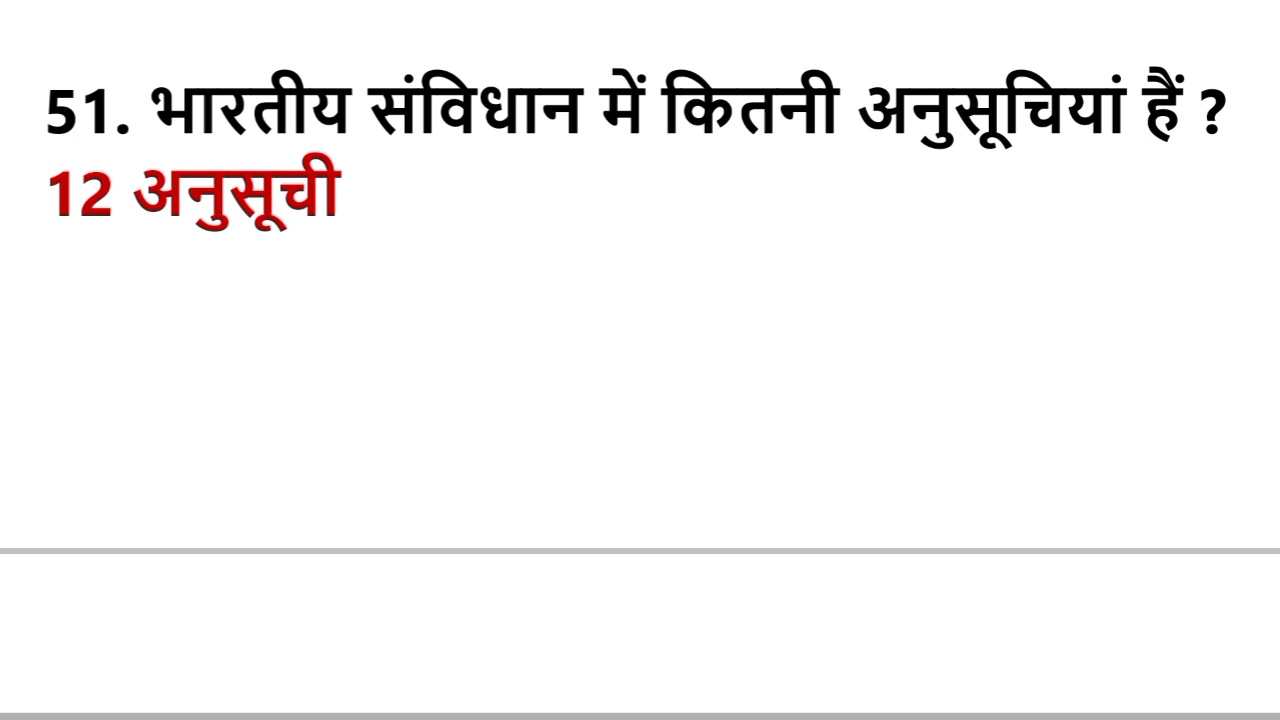 51. भारतीय संविधान में कितनी अनुसूचियां हैं ?
12 अनुसूची